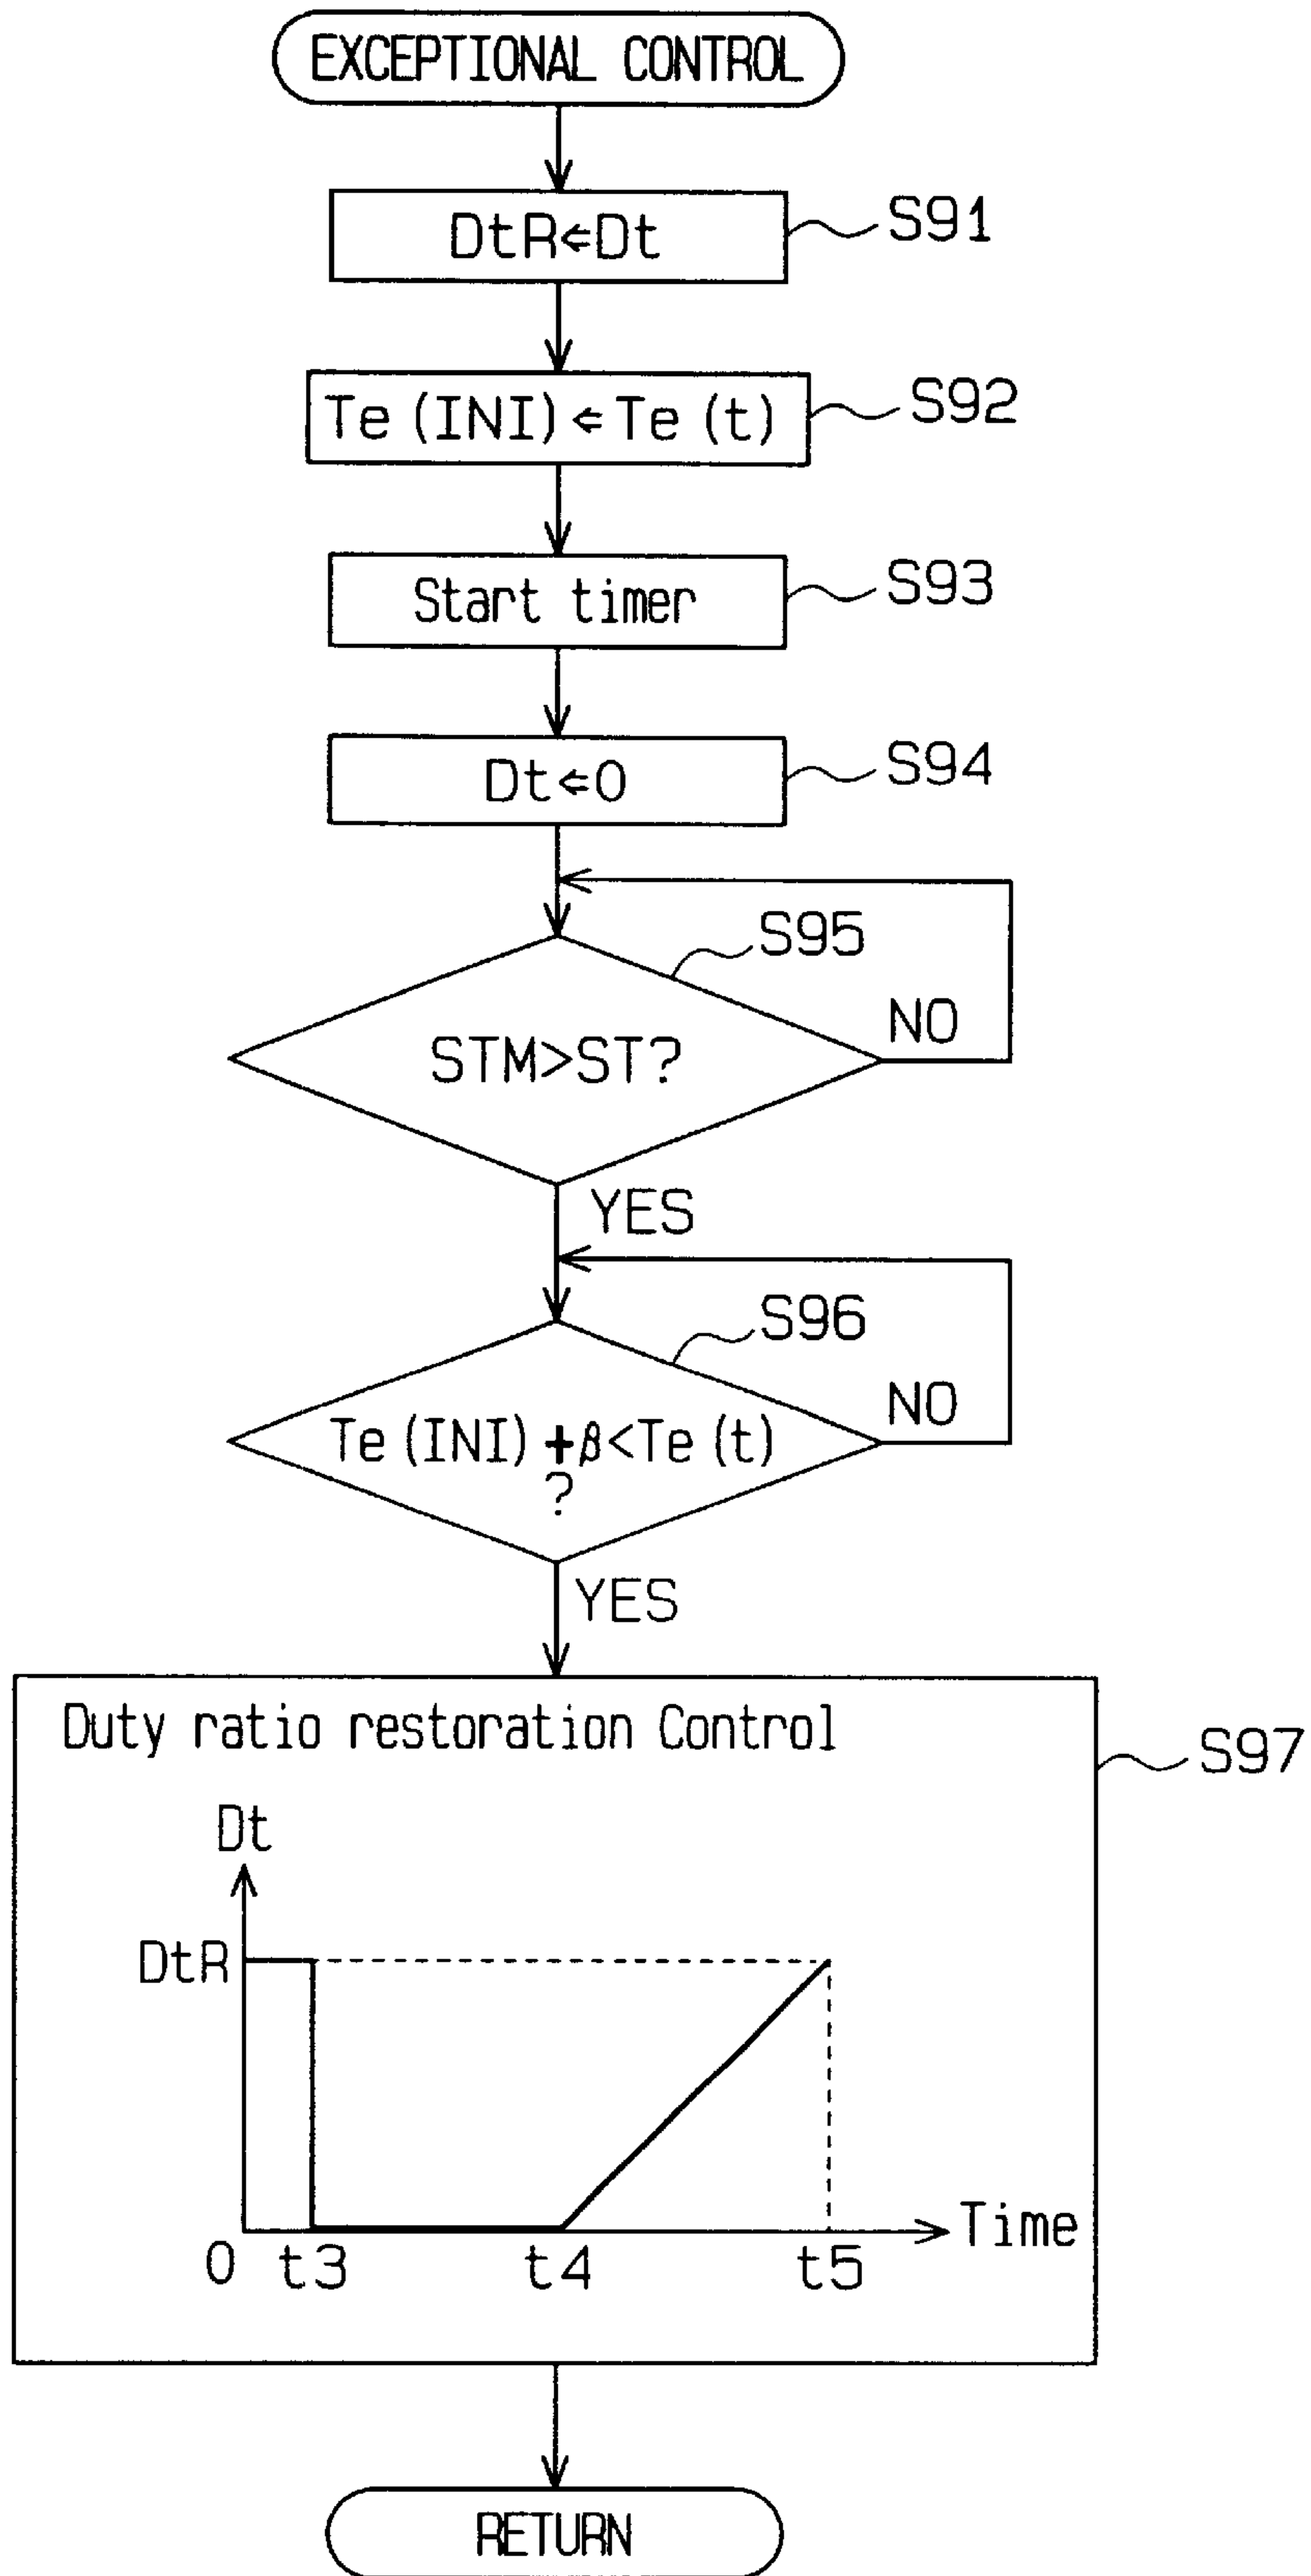 EXCEPTIONAL CONTROL
DtR⇐Dt
S91
Te (INI) ⇐ Te (t)
S92
Start timer
S93
Dt⇐0
S94
S95
STM>ST?
NO
YES
S96
Te (INI) +β<Te (t)
?
NO
YES
Duty ratio restoration Control
S97
Dt
DtR
Time
0 t3 t4 t5
RETURN